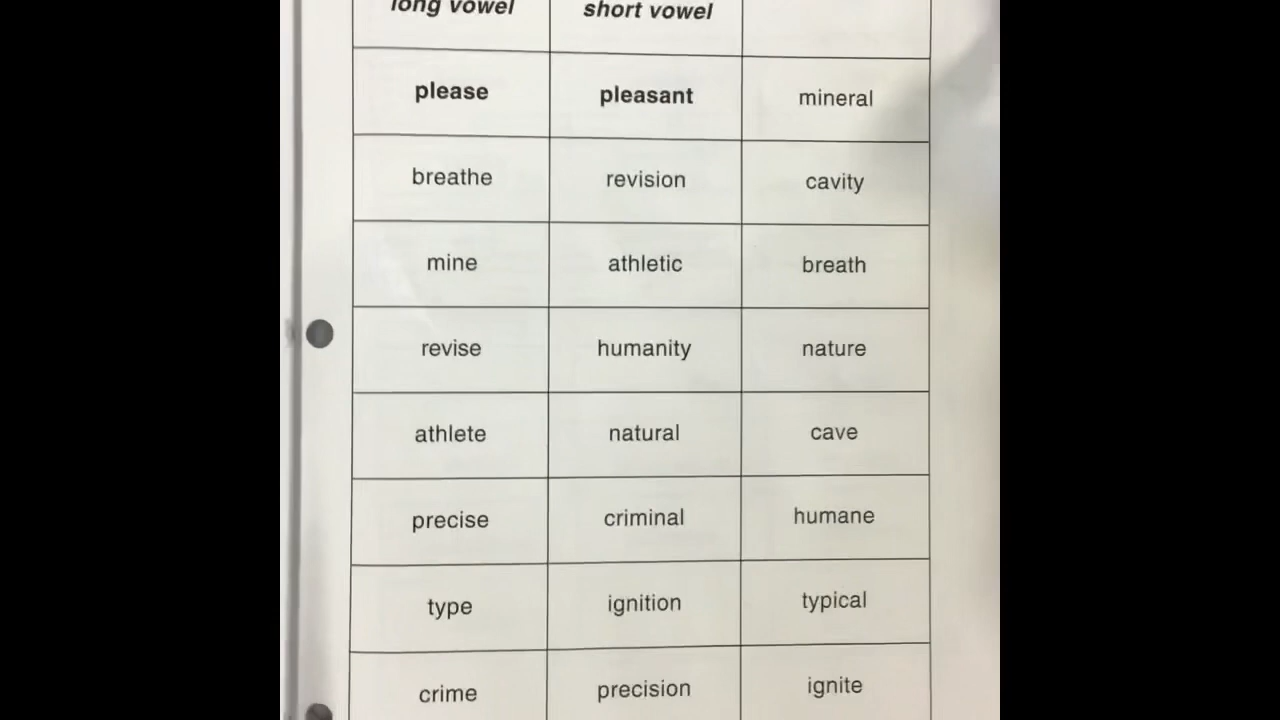 long vowel short vowel
please pleasant mineral
breathe revision cavity
mine athletic breath
revise humanity nature
athlete natural cave
precise criminal humane
type ignition typical
crime precision ignite